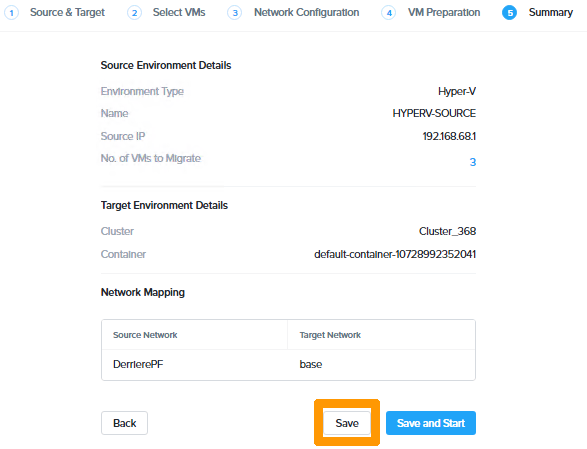 1 Source & Target 2 Select VMs 3 Network Configuration 4 VM Preparation 5 Summary
Source Environment Details
Environment Type Hyper-V
Name HYPERV-SOURCE
Source IP 192.168.68.1
No. of VMs to Migrate 3
Target Environment Details
Cluster Cluster_368
Container default-container-10728992352041
Network Mapping
Source Network Target Network
DerrierePF base
Back Save Save and Start